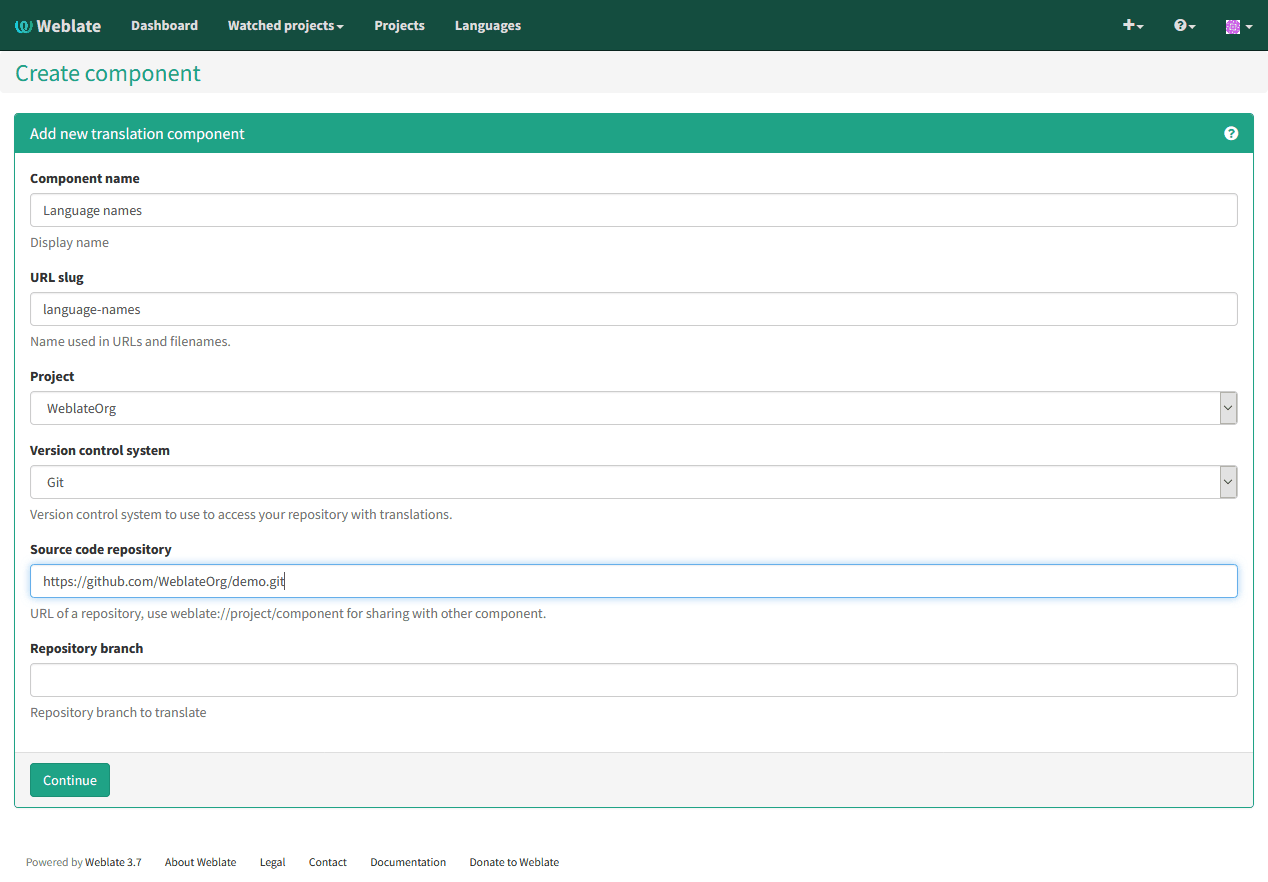 Weblate Dashboard Watched projects Projects Languages
Create component
Add new translation component
Component name
Language names
Display name
URL slug
language-names
Name used in URLs and filenames.
Project
WeblateOrg
Version control system
Git
Version control system to use to access your repository with translations.
Source code repository
https://github.com/WeblateOrg/demo.git
URL of a repository, use weblate://project/component for sharing with other component.
Repository branch
Repository branch to translate
Continue
Powered by Weblate 3.7 About Weblate Legal Contact Documentation Donate to Weblate